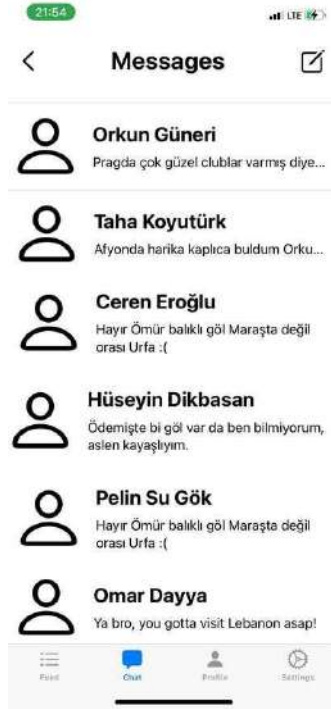 21:54
LTE
Messages
Orkun Güneri
Pragda çok güzel clublar varmış diye...
Taha Koyutürk
Afyonda harika kaplıca buldum Orku...
Ceren Eroğlu
Hayır Ömür balıklı göl Maraşta değil
orası Urfa :(
Hüseyin Dikbasan
Ödemişte bi göl var da ben bilmiyorum,
aslen kayaşlıyım.
Pelin Su Gök
Hayır Ömür balıklı göl Maraşta değil
orası Urfa :(
Omar Dayya
Ya bro, you gotta visit Lebanon asap!
Feed
Chat
Profile
Settings